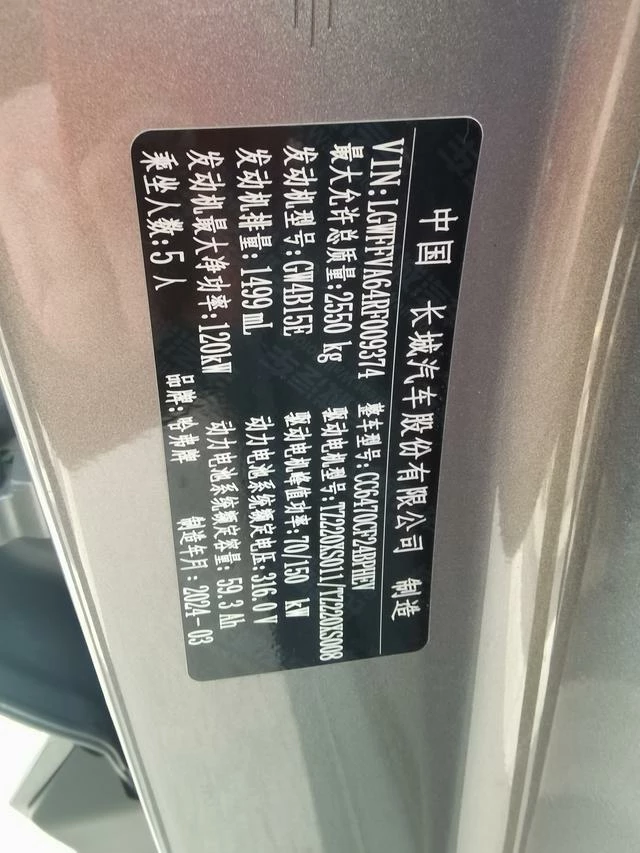 中国 长城汽车股份有限公司 制造
VIN:LGWFFVA64RF009374 整车型号:CC6470CF24BPHEV
最大允许总质量:2550 kg 驱动电机型号:TZ220XS011/TZ220XS008
发动机型号:GW4B15E 驱动电机峰值功率:70/150 kW
发动机排量:1499 mL 动力电池系统额定电压:316.0 V
发动机最大净功率:120kW 动力电池系统额定容量:59.3 Ah
乘坐人数:5 人 品牌:哈弗牌 制造年月:2024-03